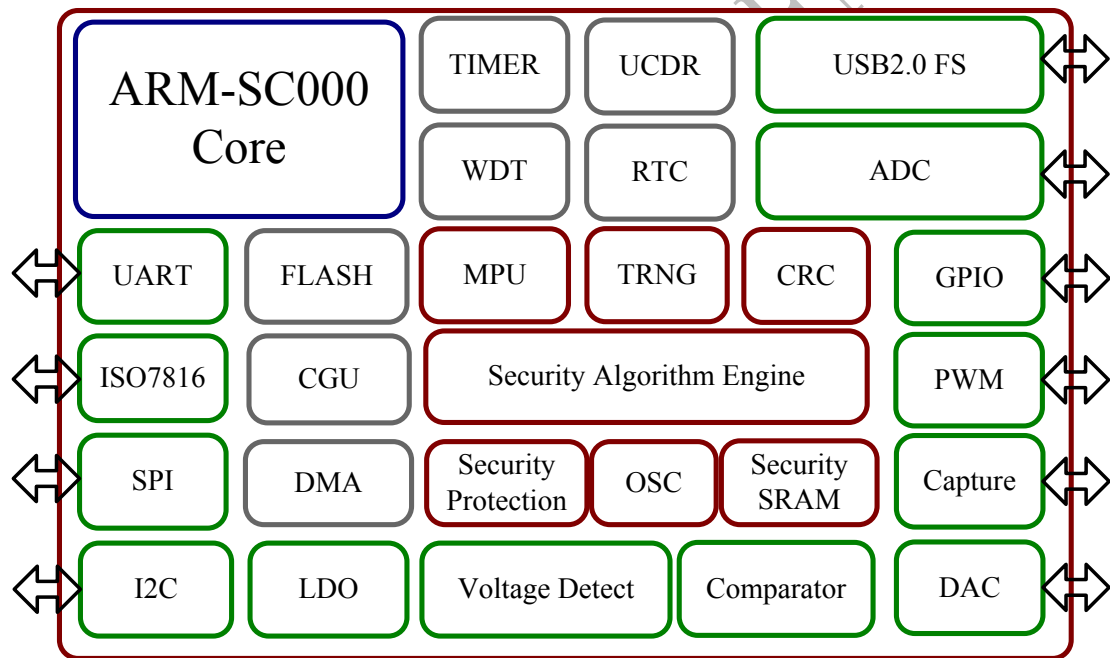 ARM-SC000
Core
TIMER
UCDR
USB2.0 FS
WDT
RTC
ADC
UART
FLASH
MPU
TRNG
CRC
GPIO
ISO7816
CGU
Security Algorithm Engine
PWM
SPI
DMA
Security
Protection
OSC
Security
SRAM
Capture
I2C
LDO
Voltage Detect
Comparator
DAC